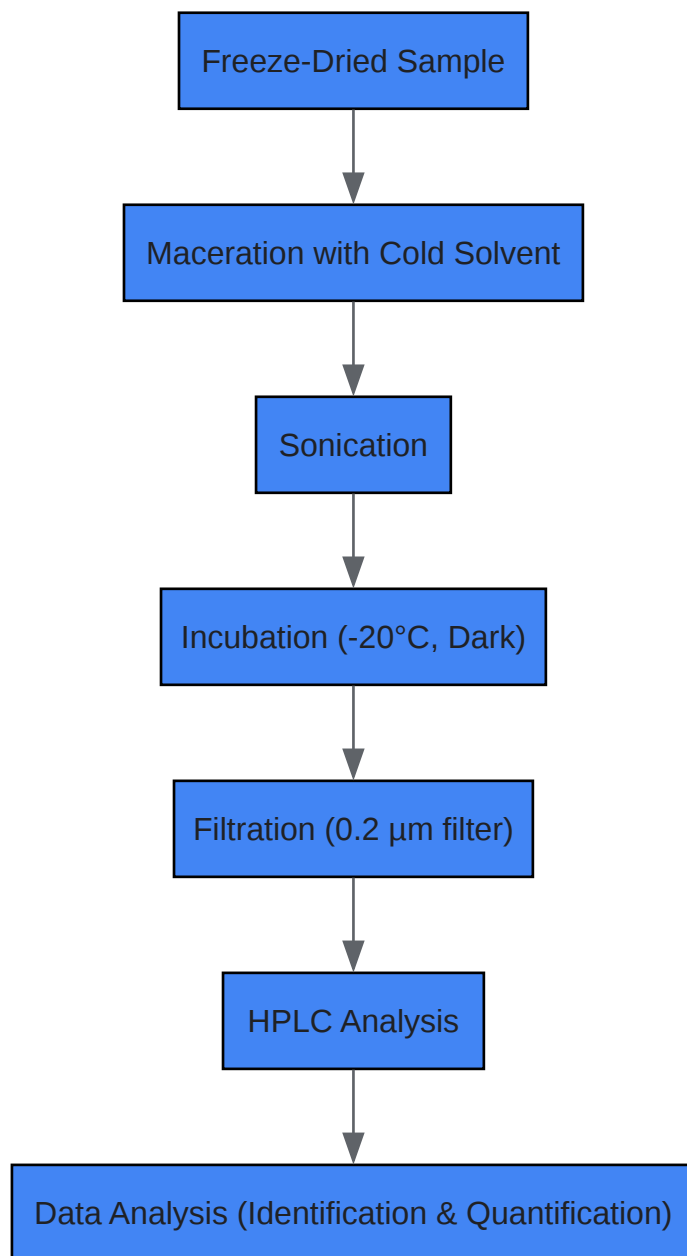 Freeze-Dried Sample
Maceration with Cold Solvent
Sonication
Incubation (-20°C, Dark)
Filtration (0.2 µm filter)
HPLC Analysis
Data Analysis (Identification & Quantification)